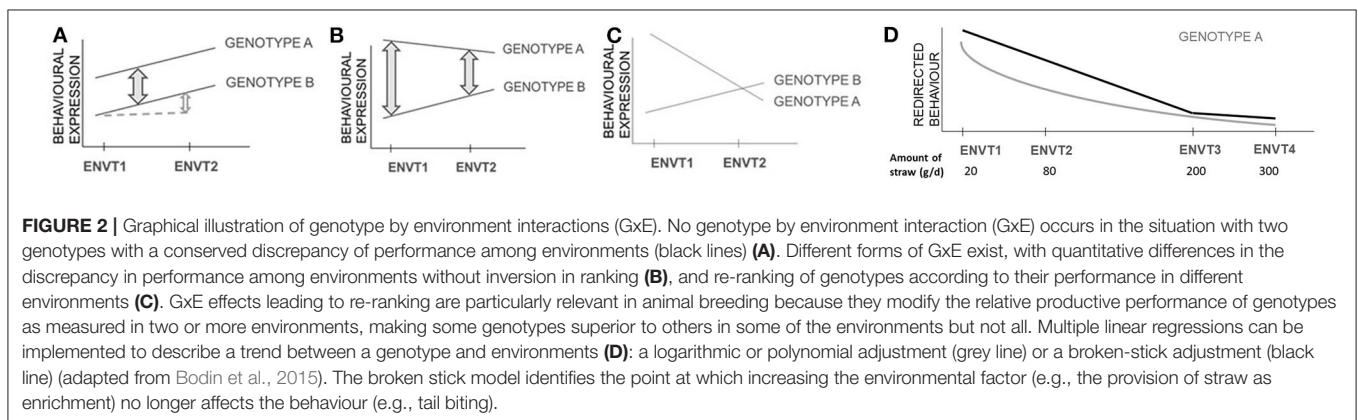 A
BEHAVIOURAL
EXPRESSION
GENOTYPE A
GENOTYPE B
ENVT1
ENVT2
B
BEHAVIOURAL
EXPRESSION
GENOTYPE A
GENOTYPE B
ENVT1
ENVT2
C
BEHAVIOURAL
EXPRESSION
GENOTYPE B
GENOTYPE A
ENVT1
ENVT2
D
REDIRECTED
BEHAVIOUR
GENOTYPE A
ENVT1
ENVT2
ENVT3
ENVT4
Amount of
straw (g/d)
20
80
200
300
FIGURE 2 | Graphical illustration of genotype by environment interactions (GxE). No genotype by environment interaction (GxE) occurs in the situation with two
genotypes with a conserved discrepancy of performance among environments (black lines) (A). Different forms of GxE exist, with quantitative differences in the
discrepancy in performance among environments without inversion in ranking (B), and re-ranking of genotypes according to their performance in different
environments (C). GxE effects leading to re-ranking are particularly relevant in animal breeding because they modify the relative productive performance of genotypes
as measured in two or more environments, making some genotypes superior to others in some of the environments but not all. Multiple linear regressions can be
implemented to describe a trend between a genotype and environments (D): a logarithmic or polynomial adjustment (grey line) or a broken-stick adjustment (black
line) (adapted from Bodin et al., 2015). The broken stick model identifies the point at which increasing the environmental factor (e.g., the provision of straw as
enrichment) no longer affects the behaviour (e.g., tail biting).